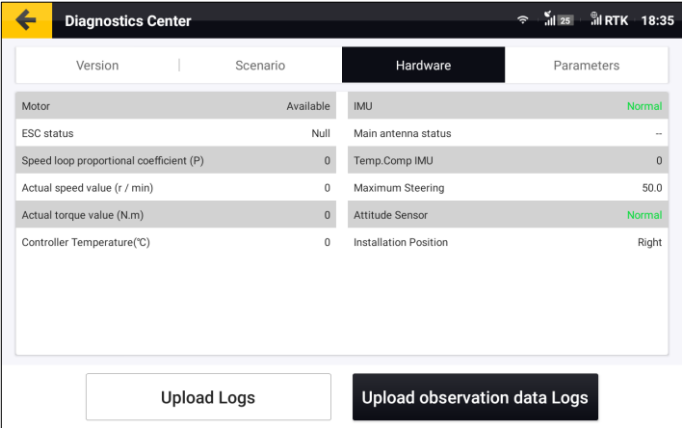 Diagnostics Center 25 RTK 18:35
Version Scenario Hardware Parameters
Motor Available IMU Normal
ESC status Null Main antenna status --
Speed loop proportional coefficient (P) 0 Temp.Comp IMU 0
Actual speed value (r / min) 0 Maximum Steering 50.0
Actual torque value (N.m) 0 Attitude Sensor Normal
Controller Temperature(℃) 0 Installation Position Right
Upload Logs Upload observation data Logs